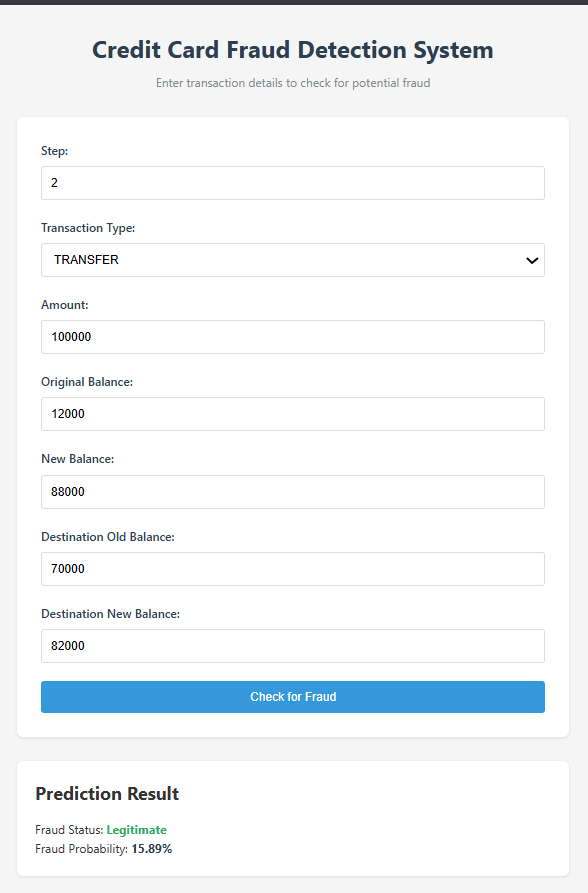 Credit Card Fraud Detection System
Enter transaction details to check for potential fraud
Step:
2
Transaction Type:
TRANSFER
Amount:
100000
Original Balance:
12000
New Balance:
88000
Destination Old Balance:
70000
Destination New Balance:
82000
Check for Fraud
Prediction Result
Fraud Status: Legitimate
Fraud Probability: 15.89%